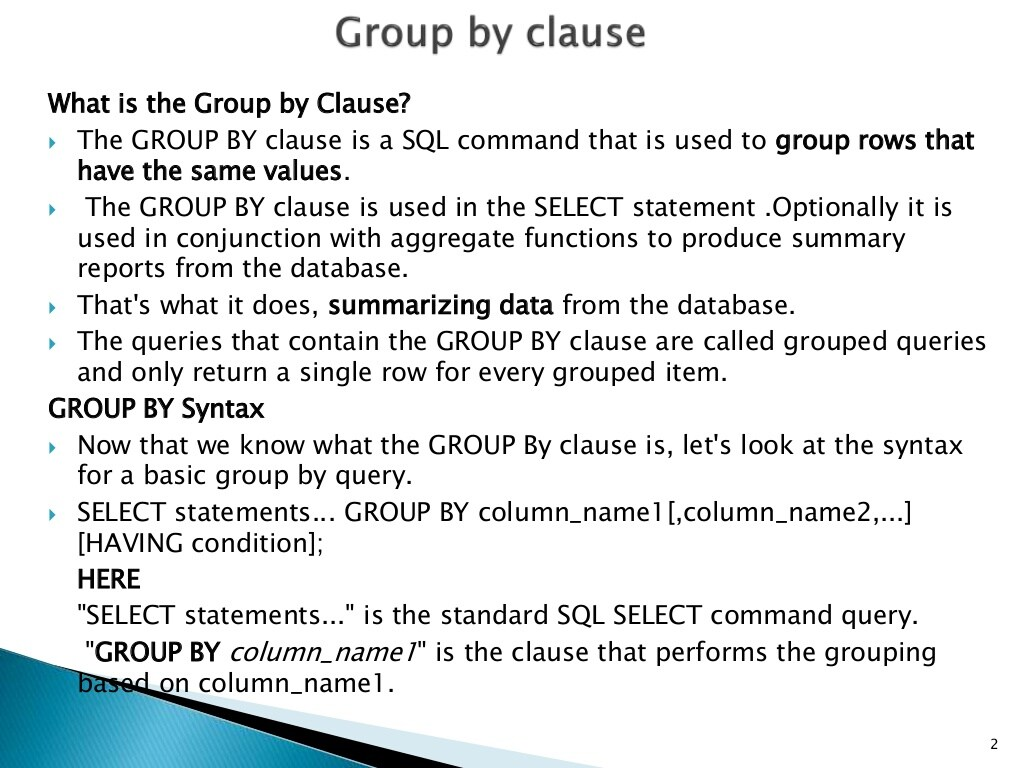 Group by clause
What is the Group by Clause?
The GROUP BY clause is a SQL command that is used to group rows that
have the same values.
The GROUP BY clause is used in the SELECT statement .Optionally it is
used in conjunction with aggregate functions to produce summary
reports from the database.
That's what it does, summarizing data from the database.
The queries that contain the GROUP BY clause are called grouped queries
and only return a single row for every grouped item.
GROUP BY Syntax
Now that we know what the GROUP By clause is, let's look at the syntax
for a basic group by query.
SELECT statements... GROUP BY column_name1[,column_name2,...]
[HAVING condition];
HERE
"SELECT statements..." is the standard SQL SELECT command query.
"GROUP BY column_name1" is the clause that performs the grouping
based on column_name1.
2